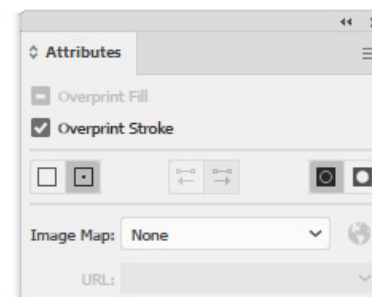 Attributes
Overprint Fill
Overprint Stroke
Image Map: None
URL: